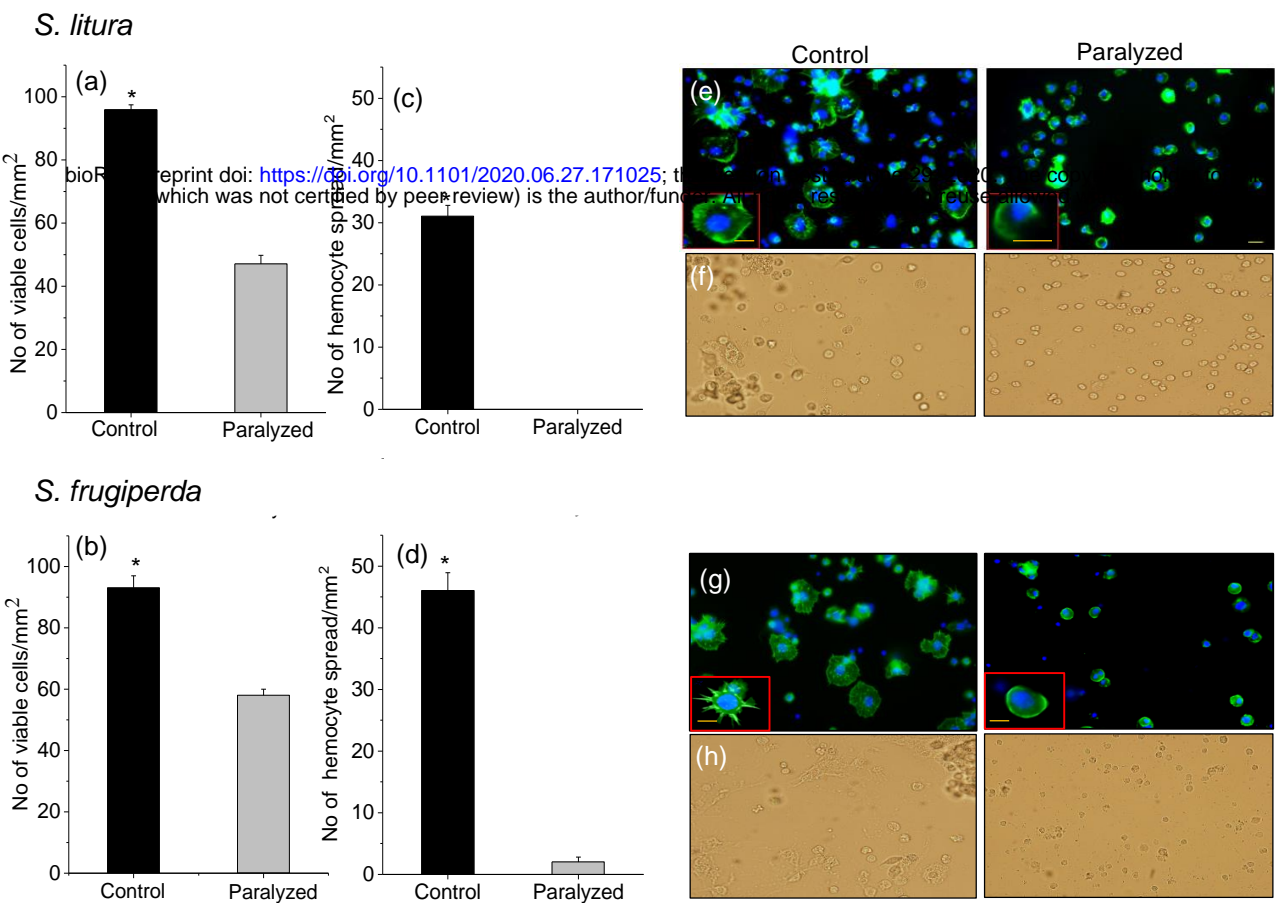 S. litura
Control Paralyzed
(a)
(c)
(e)
No of viable cells/mm2
100
80
60
40
20
0
*
Control Paralyzed
No of hemocyte spread/mm2
50
40
30
20
10
0
*
Control Paralyzed
reprint doi: https://doi.org/10.1101/2020.06.27.171025;
which was not certified by peer review) is the author/
(f)
S. frugiperda
(b)
No of viable cells/mm2
100
80
60
40
20
0
*
Control Paralyzed
(d)
No of hemocyte spread/mm2
50
40
30
20
10
0
*
Control Paralyzed
(g)
(h)